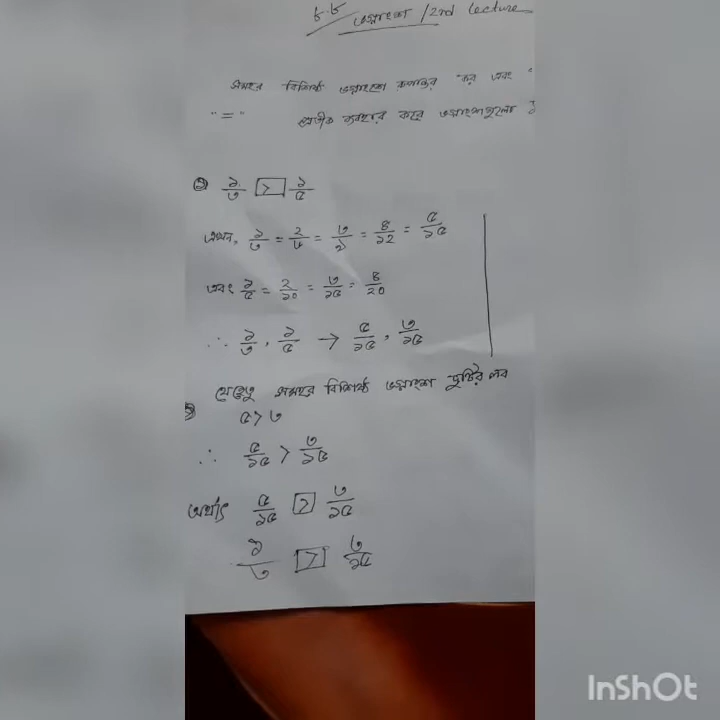 ৮.৮ ভগ্নাংশ / 2nd lecture
সমহর বিশিষ্ট ভগ্নাংশে রূপান্তর কর এবং
"=" প্রতীক ব্যবহার করে ভগ্নাংশগুলো
১) ১/৩ > ১/৫
এখন, ১/৩ = ২/৬ = ৩/৯ = ৪/১২ = ৫/১৫
এবং ১/৫ = ২/১০ = ৩/১৫ = ৪/২০
∴ ১/৩, ১/৫ → ৫/১৫, ৩/১৫
যেহেতু সমহর বিশিষ্ট ভগ্নাংশ দুটির লব
৫ > ৩
∴ ৫/১৫ > ৩/১৫
অর্থাৎ ৫/১৫ > ৩/১৫
১/৩ > ৩/১৫
InShOt